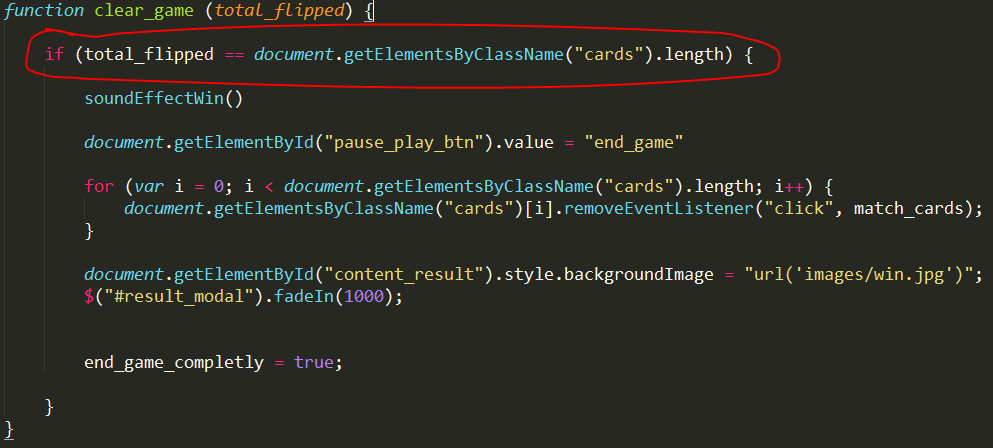 function clear_game (total_flipped) {
if (total_flipped == document.getElementsByClassName("cards").length) {
soundEffectWin()
document.getElementById("pause_play_btn").value = "end_game"
for (var i = 0; i < document.getElementsByClassName("cards").length; i++) {
document.getElementsByClassName("cards")[i].removeEventListener("click", match_cards);
}
document.getElementById("content_result").style.backgroundImage = "url('images/win.jpg')";
$("#result_modal").fadeIn(1000);
end_game_completly = true;
}
}